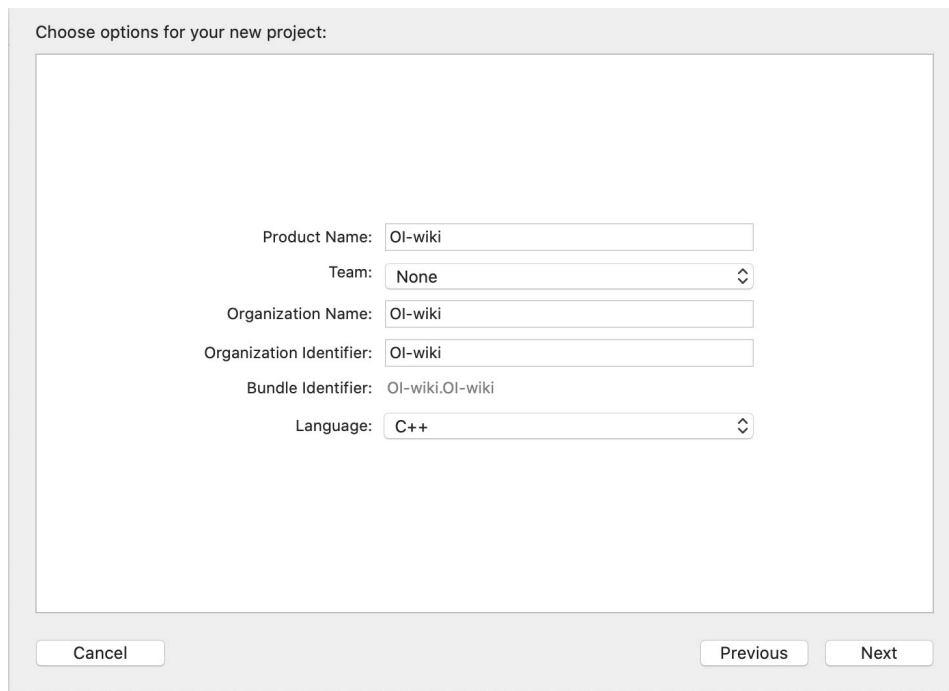 Choose options for your new project:
Product Name: OI-wiki
Team: None
Organization Name: OI-wiki
Organization Identifier: OI-wiki
Bundle Identifier: OI-wiki.OI-wiki
Language: C++
Cancel Previous Next